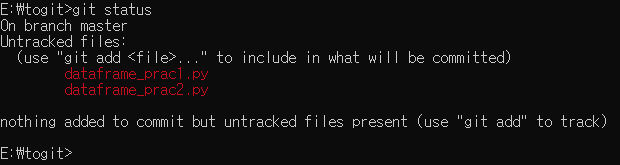 E:₩togit>git status
On branch master
Untracked files:
(use "git add <file>..." to include in what will be committed)
dataframe_prac1.py
dataframe_prac2.py
nothing added to commit but untracked files present (use "git add" to track)
E:₩togit>